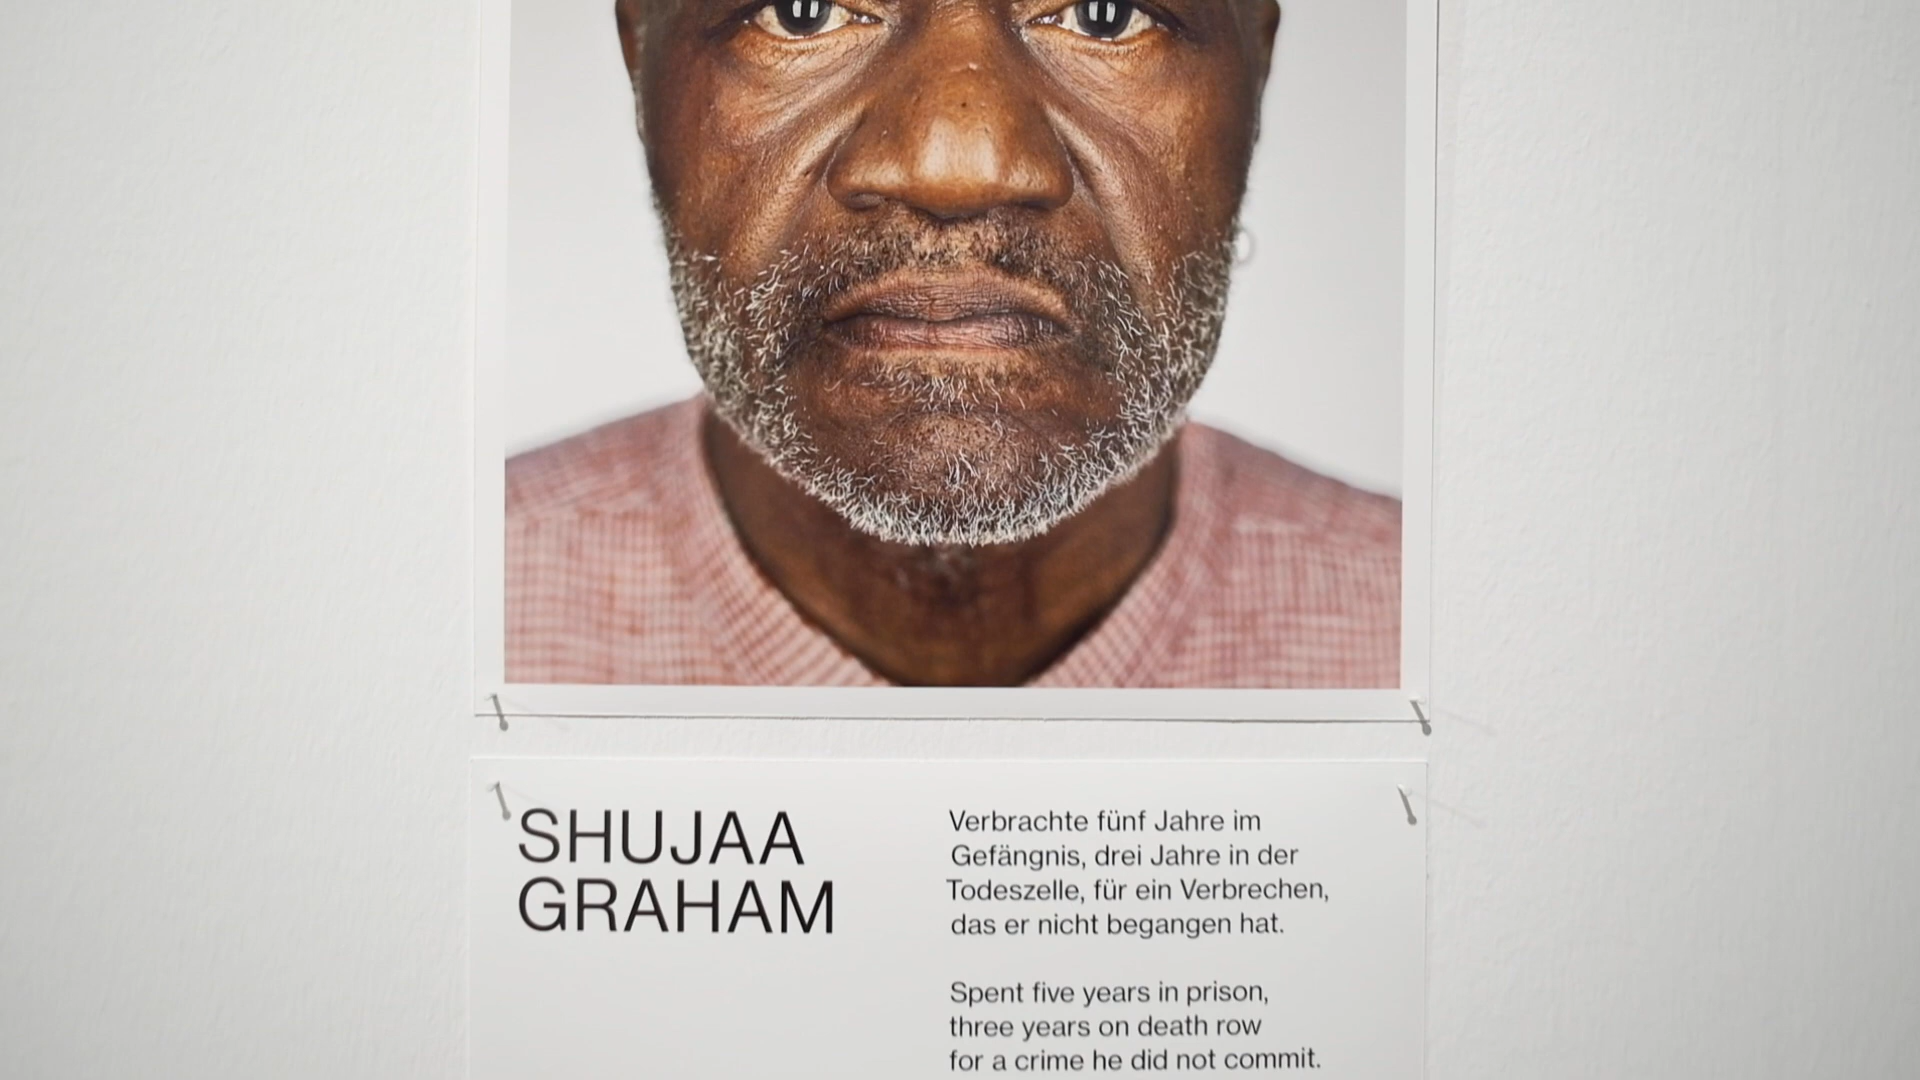 SHUJAA
GRAHAM
Verbrachte fünf Jahre im
Gefängnis, drei Jahre in der
Todeszelle, für ein Verbrechen,
das er nicht begangen hat.
Spent five years in prison,
three years on death row
for a crime he did not commit.